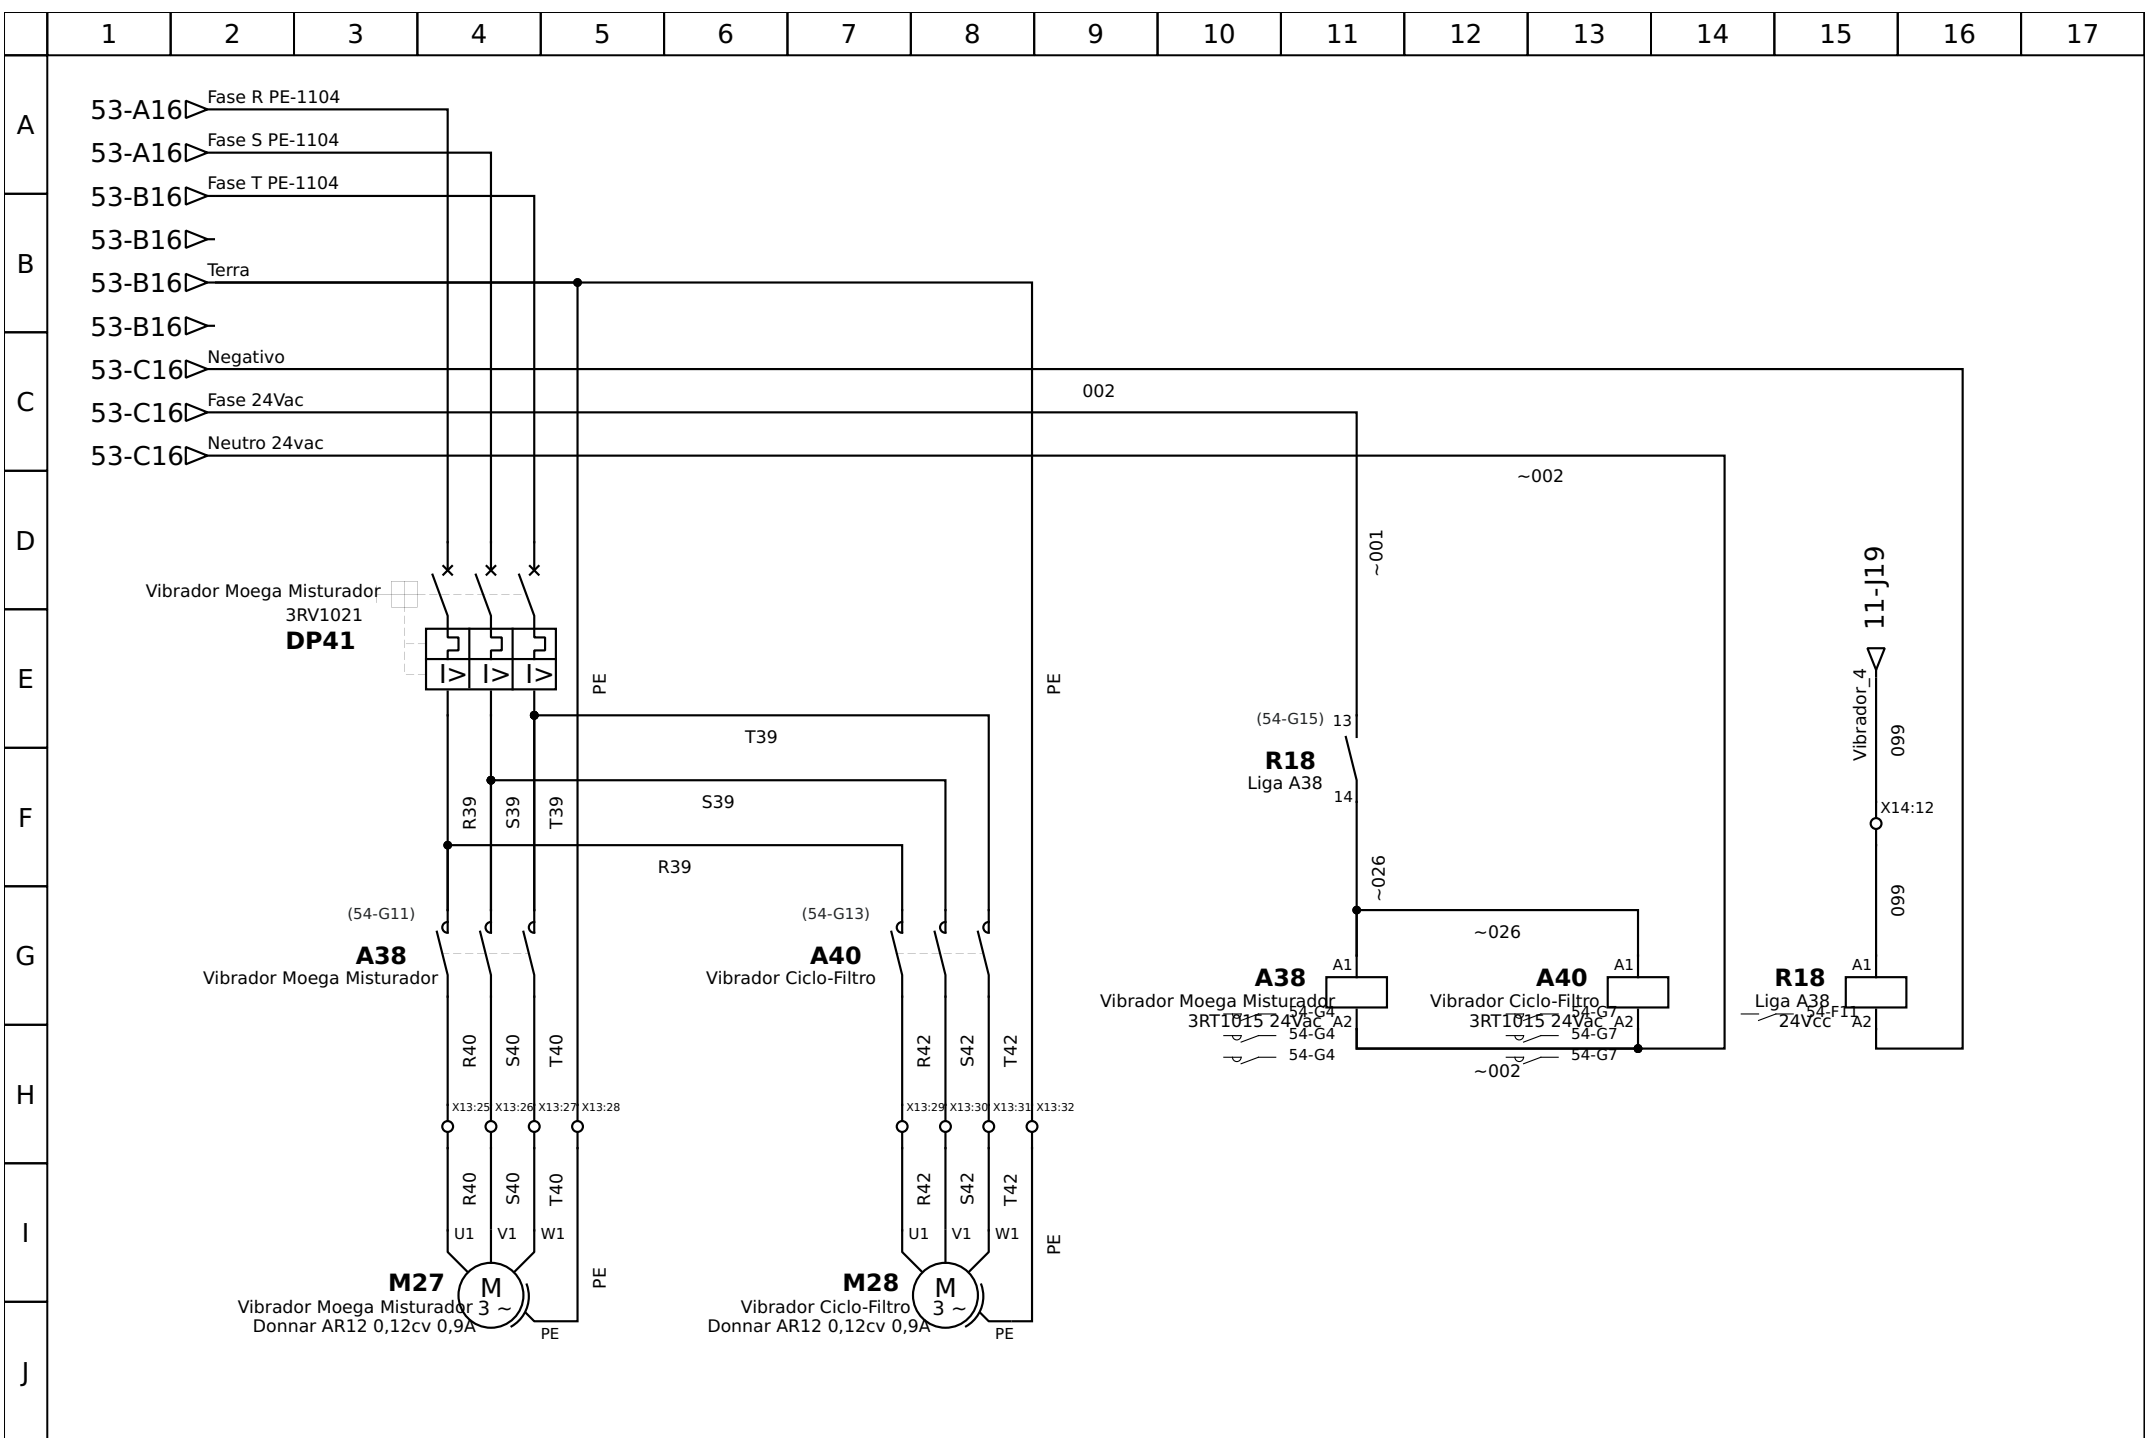 1 2 3 4 5 6 7 8 9 10 11 12 13 14 15 16 17
A
B
C
D
E
F
G
H
I
J
53-A16 Fase R PE-1104
53-A16 Fase S PE-1104
53-B16 Fase T PE-1104
53-B16
53-B16 Terra
53-B16
53-C16 Negativo
002
53-C16 Fase 24Vac
53-C16 Neutro 24vac
~002
~001
11-J19
Vibrador Moega Misturador
3RV1021
DP41
I> I> I>
PE
PE
Vibrador_4
099
(54-G15) 13
R18
Liga A38
14
T39
S39
R39
R39 S39 T39
X14:12
~026
099
(54-G11)
A38
Vibrador Moega Misturador
(54-G13)
A40
Vibrador Ciclo-Filtro
~026
A1
A38
Vibrador Moega Misturador
3RT1015 24Vac A2
54-G4
54-G4
54-G4
A1
A40
Vibrador Ciclo-Filtro
3RT1015 24Vac A2
54-G7
54-G7
54-G7
A1
R18
Liga A38
54-F11
24Vcc A2
~002
R40 S40 T40
R42 S42 T42
X13:25 X13:26 X13:27 X13:28
X13:29 X13:30 X13:31 X13:32
R40 S40 T40
R42 S42 T42
U1 V1 W1
U1 V1 W1
PE
PE
M27
Vibrador Moega Misturador
Donnar AR12 0,12cv 0,9A
M
3 ~
PE
M28
Vibrador Ciclo-Filtro
Donnar AR12 0,12cv 0,9A
M
3 ~
PE